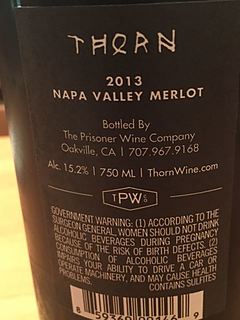 THORN
2013
NAPA VALLEY MERLOT
Bottled By
The Prisoner Wine Company
Oakville, CA | 707.967.9168
Alc. 15.2% | 750 ML | ThornWine.com
TPWS
GOVERNMENT WARNING: (1) ACCORDING TO THE
SURGEON GENERAL, WOMEN SHOULD NOT DRINK
ALCOHOLIC BEVERAGES DURING PREGNANCY
BECAUSE OF THE RISK OF BIRTH DEFECTS. (2)
CONSUMPTION OF ALCOHOLIC BEVERAGES
IMPAIRS YOUR ABILITY TO DRIVE A CAR OR
OPERATE MACHINERY, AND MAY CAUSE HEALTH
PROBLEMS.
CONTAINS SULFITES